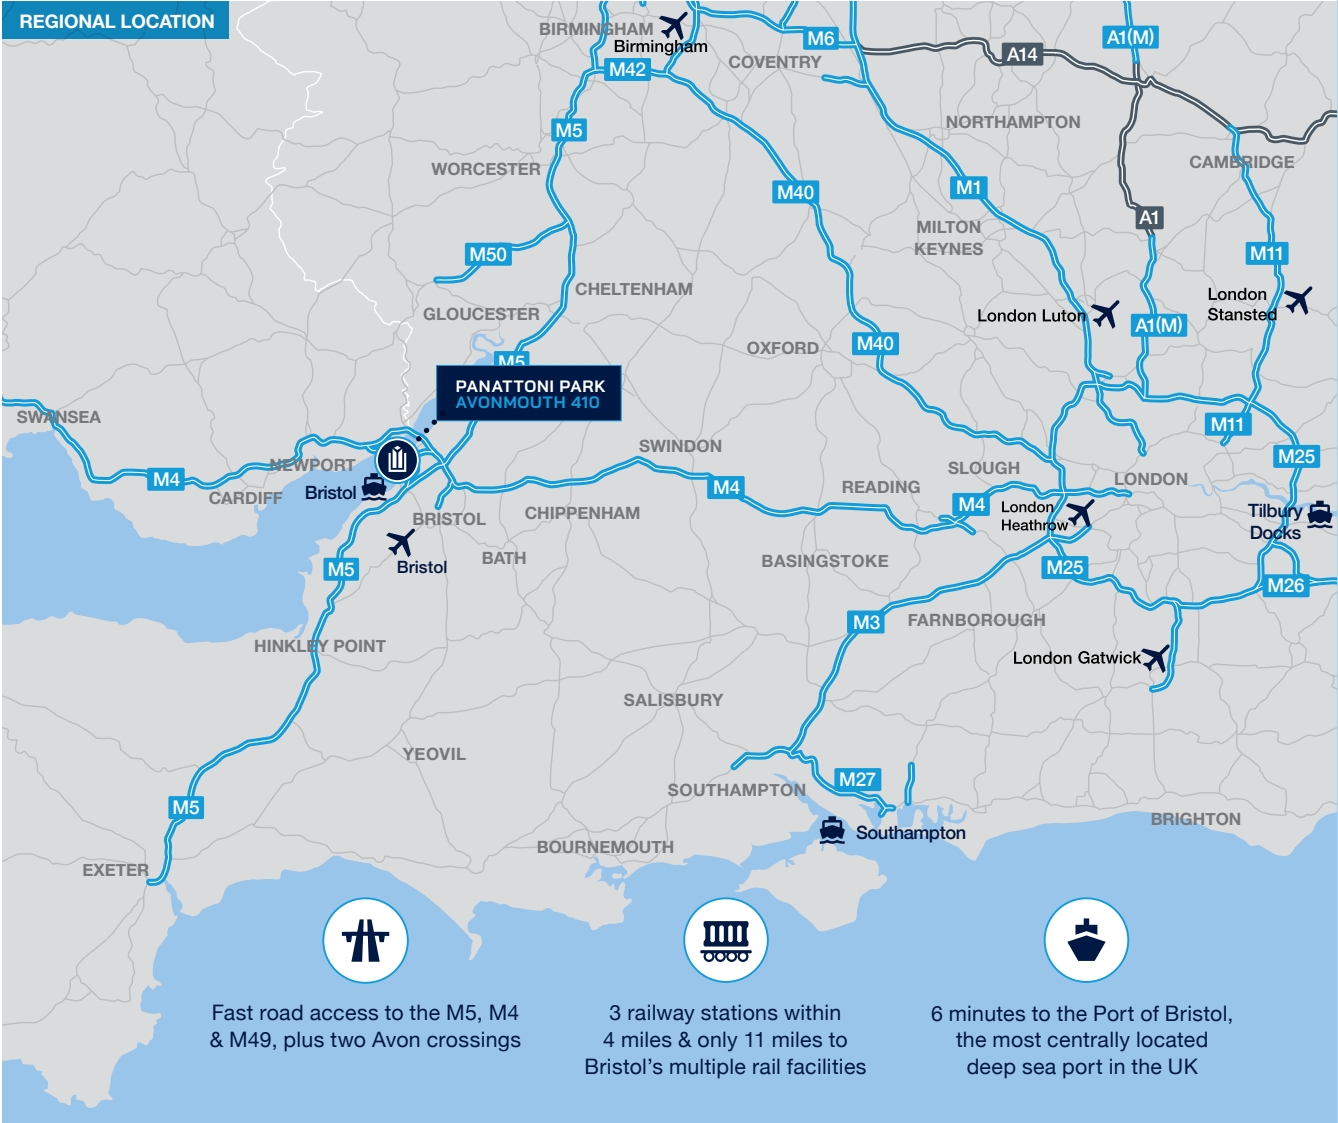 REGIONAL LOCATION
BIRMINGHAM
Birmingham
M6
A1(M)
A14
M42
COVENTRY
M5
NORTHAMPTON
WORCESTER
CAMBRIDGE
M40
M1
A1
MILTON
KEYNES
M50
M11
CHELTENHAM
London
Stansted
GLOUCESTER
London Luton
A1(M)
OXFORD
M40
M5
PANATTONI PARK
AVONMOUTH 410
SWANSEA
M11
SWINDON
M25
NEWPORT
SLOUGH
M4
LONDON
READING
M4
Bristol
CARDIFF
M4
London
Heathrow
Tilbury
Docks
BRISTOL
CHIPPENHAM
BATH
BASINGSTOKE
Bristol
M5
M25
M26
M3
FARNBOROUGH
HINKLEY POINT
London Gatwick
SALISBURY
YEOVIL
M27
SOUTHAMPTON
M5
BRIGHTON
Southampton
BOURNEMOUTH
EXETER
Fast road access to the M5, M4
& M49, plus two Avon crossings
3 railway stations within
4 miles & only 11 miles to
Bristol's multiple rail facilities
6 minutes to the Port of Bristol,
the most centrally located
deep sea port in the UK